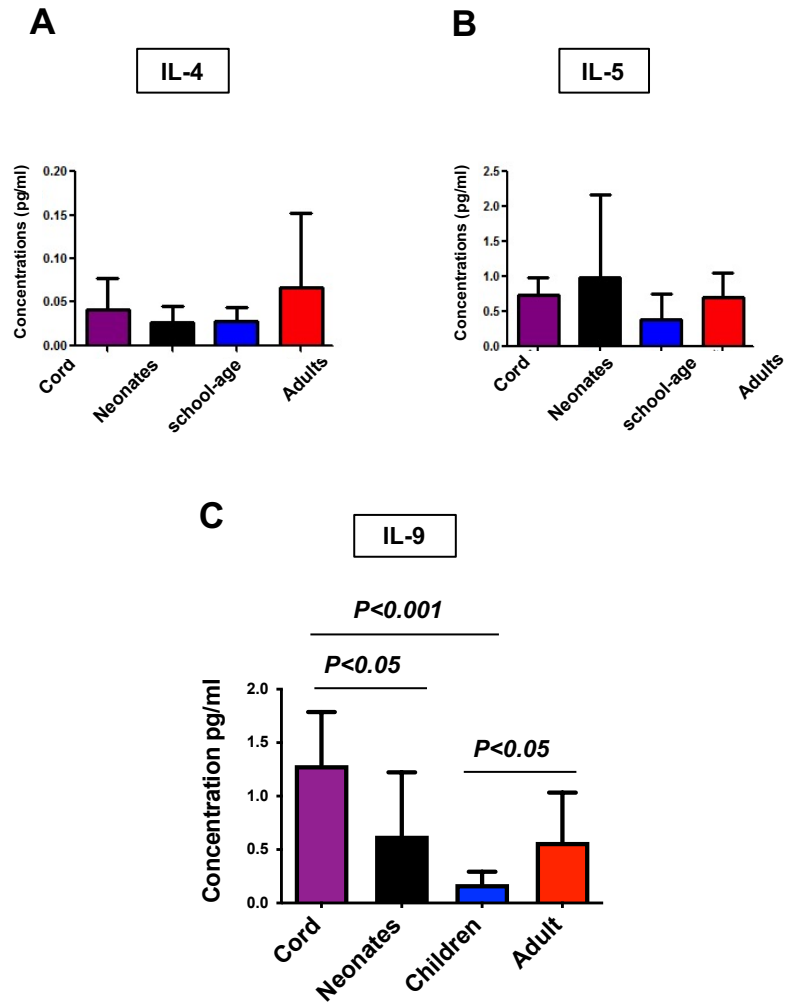 A
IL-4
Concentrations (pg/ml)
0.20
0.15
0.10
0.05
0.00
Cord
Neonates
school-age
Adults
B
IL-5
Concentrations (pg/ml)
2.5
2.0
1.5
1.0
0.5
0.0
Cord
Neonates
school-age
Adults
C
IL-9
P<0.001
P<0.05
P<0.05
Concentration pg/ml
2.0
1.5
1.0
0.5
0.0
Cord
Neonates
Children
Adult